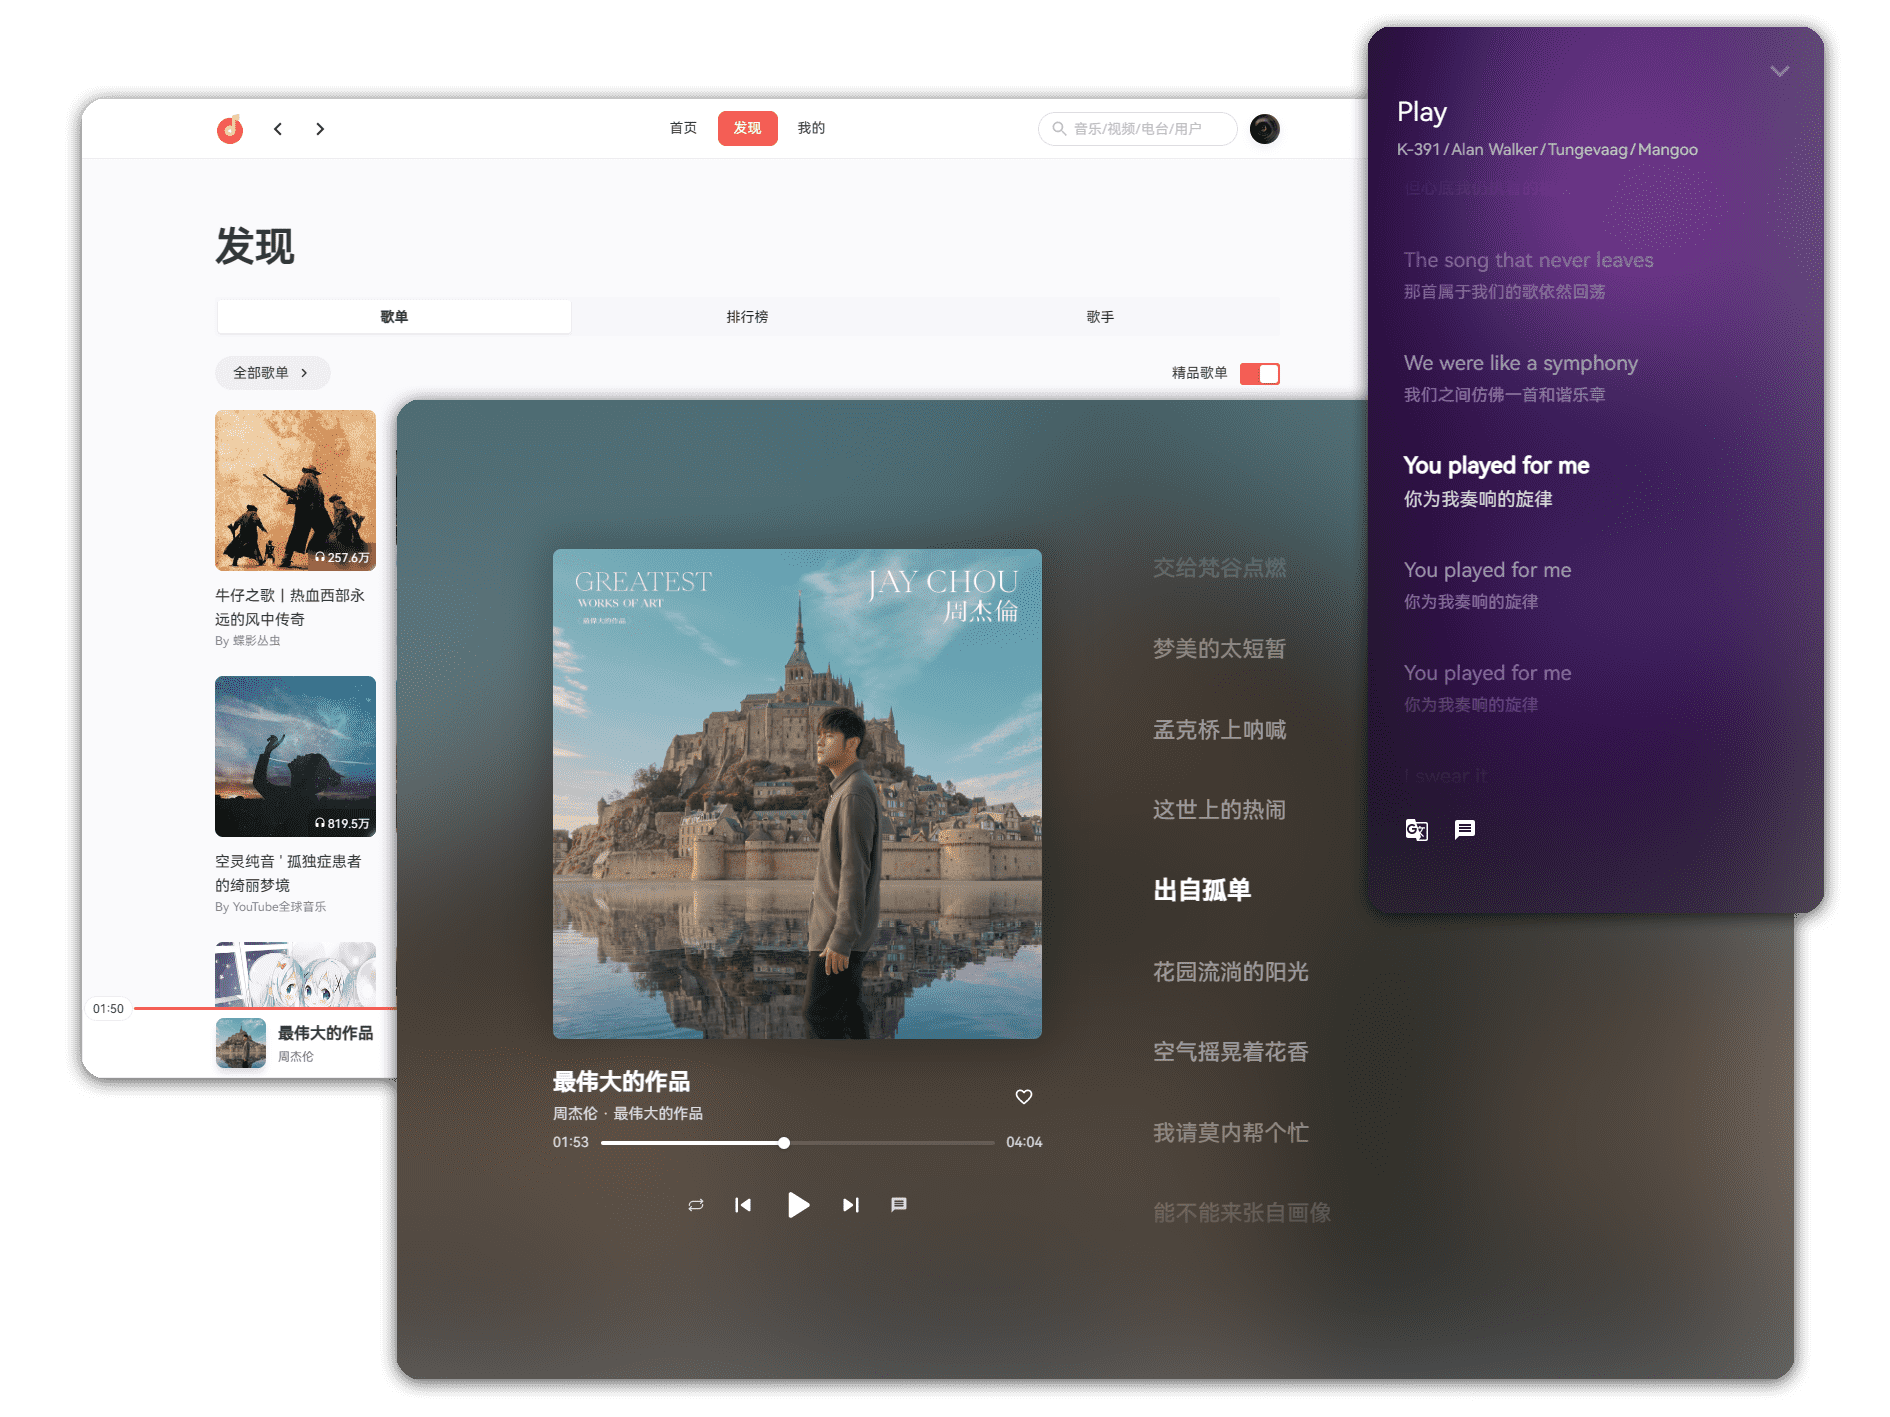 首页
发现
我的
音乐/视频/电台/用户
发现
歌单
排行榜
歌手
全部歌单
精品歌单
257.6万
牛仔之歌丨热血西部永
远的风中传奇
By 蝶影丛虫
819.5万
空灵纯音 ' 孤独症患者
的绮丽梦境
By YouTube全球音乐
01:50
最伟大的作品
周杰伦
GREATEST
WORKS OF ART
最偉大的作品
JAY CHOU
周杰倫
最伟大的作品
周杰伦 · 最伟大的作品
01:53
04:04
交给梵谷点燃
梦美的太短暂
孟克桥上呐喊
这世上的热闹
出自孤单
花园流淌的阳光
空气摇晃着花香
我请莫内帮个忙
能不能来张自画像
Play
K-391/Alan Walker/Tungevaag/Mangoo
The song that never leaves
那首属于我们的歌依然回荡
We were like a symphony
我们之间仿佛一首和谐乐章
You played for me
你为我奏响的旋律
You played for me
你为我奏响的旋律
You played for me
你为我奏响的旋律
I swear it